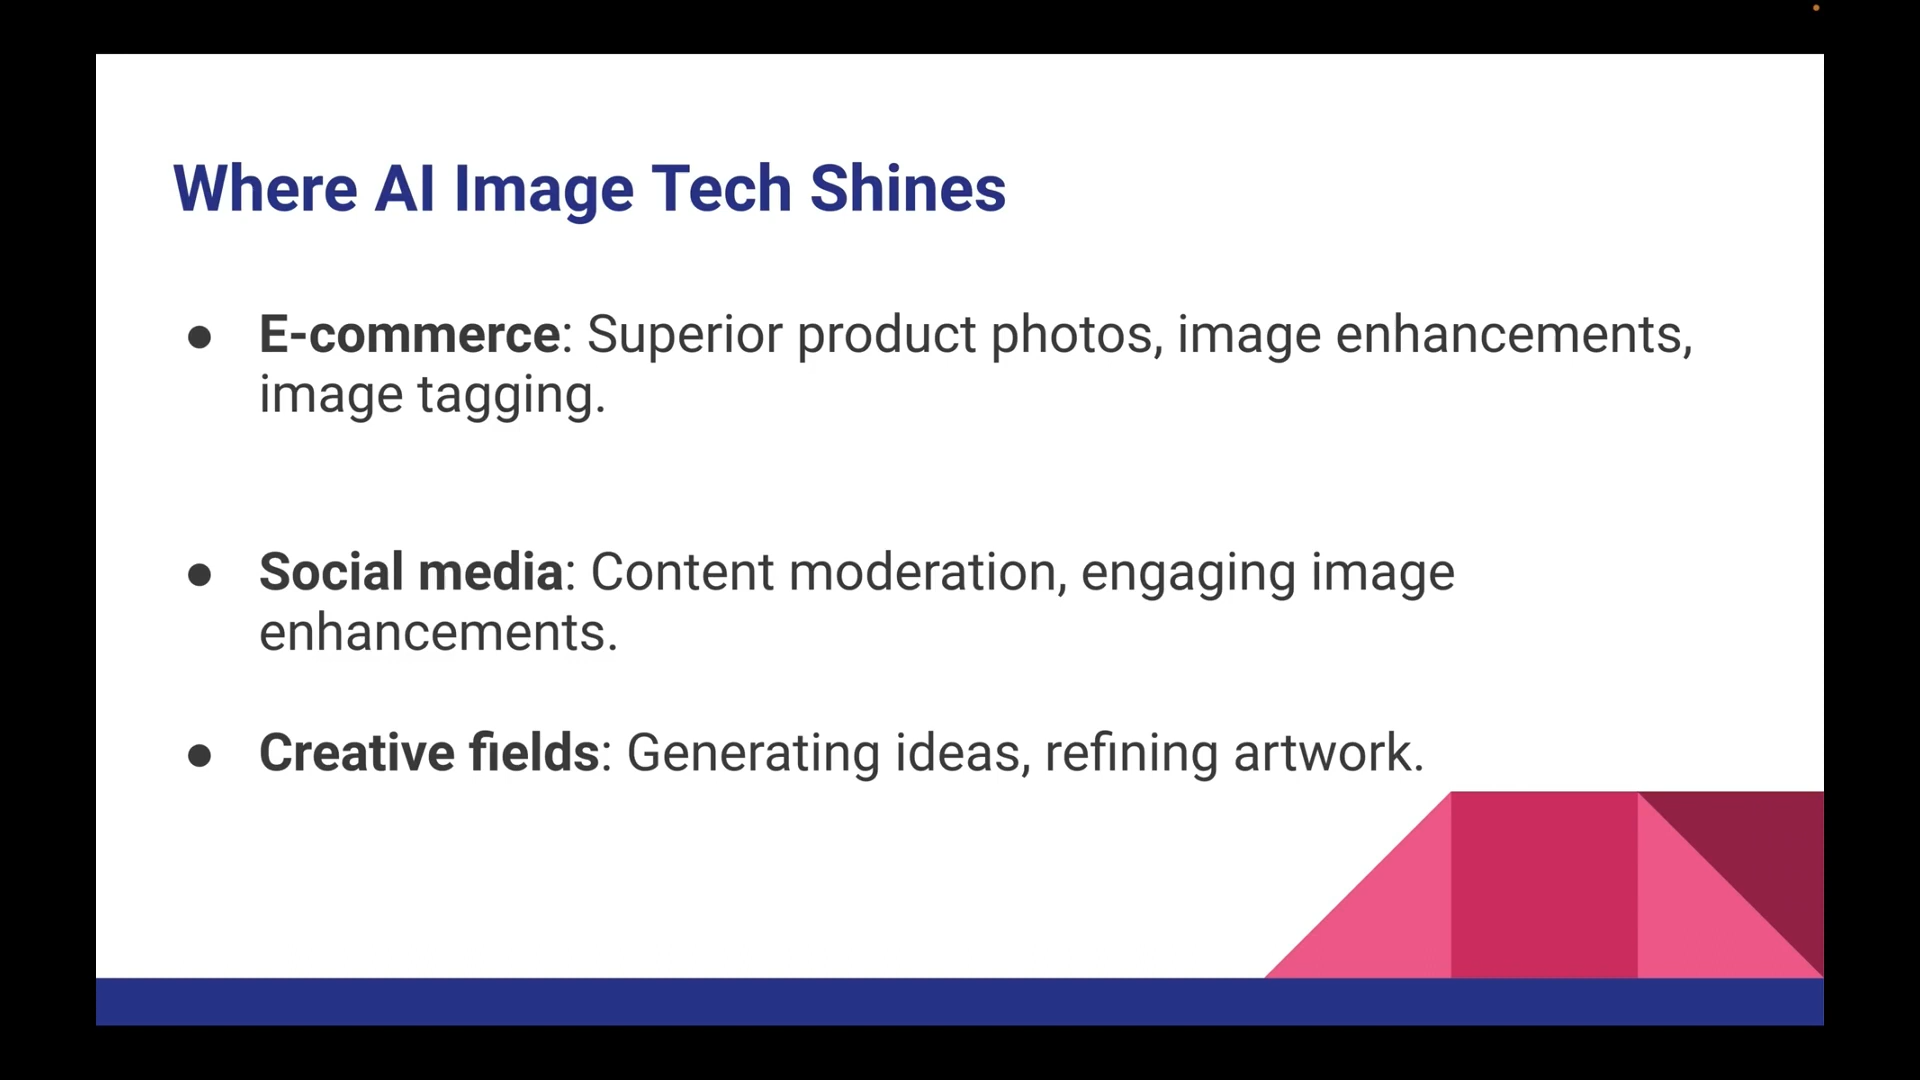 Where AI Image Tech Shines
● E-commerce: Superior product photos, image enhancements,
image tagging.
● Social media: Content moderation, engaging image
enhancements.
● Creative fields: Generating ideas, refining artwork.